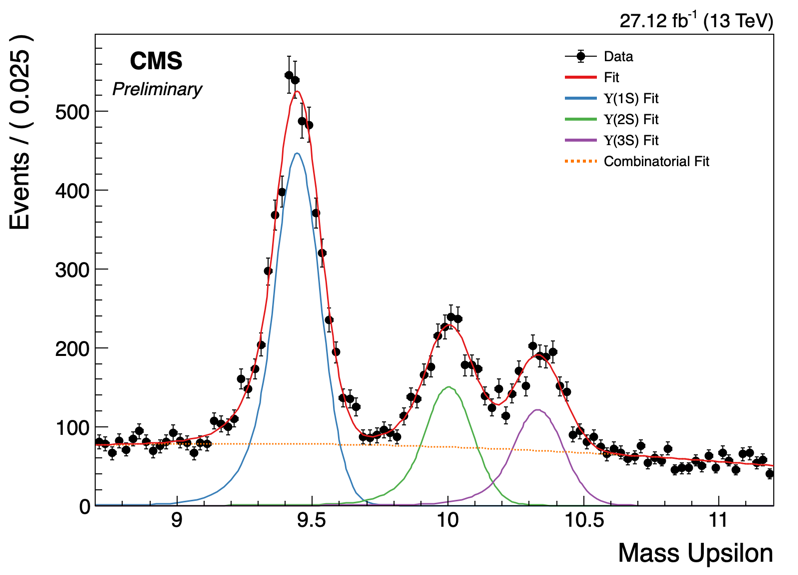 27.12 fb⁻¹ (13 TeV)
CMS
Preliminary
Data
Fit
ϒ(1S) Fit
ϒ(2S) Fit
ϒ(3S) Fit
Combinatorial Fit
Events / ( 0.025 )
500
400
300
200
100
0
9 9.5 10 10.5 11
Mass Upsilon